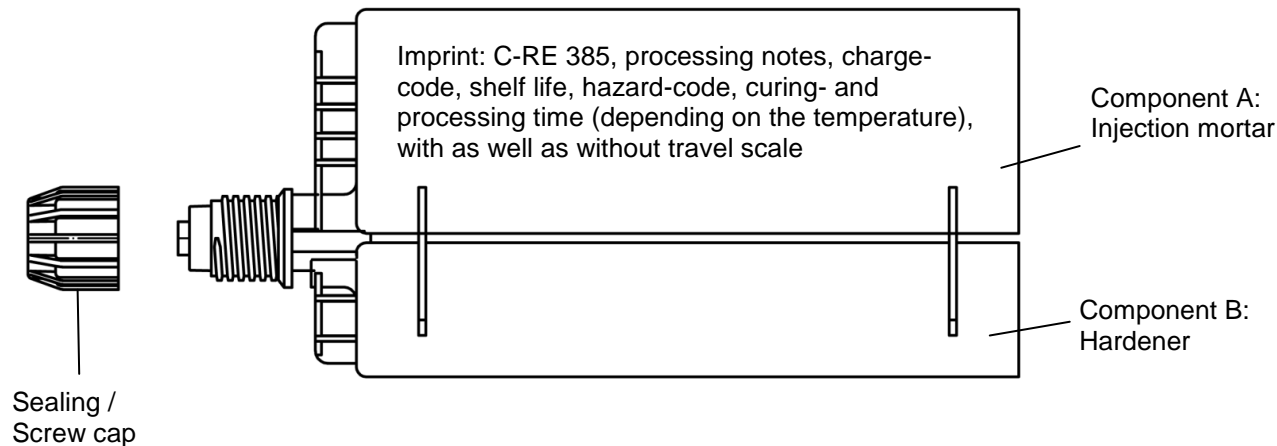 Imprint: C-RE 385, processing notes, charge-
code, shelf life, hazard-code, curing- and
processing time (depending on the temperature),
with as well as without travel scale
Component A:
Injection mortar
Component B:
Hardener
Sealing /
Screw cap